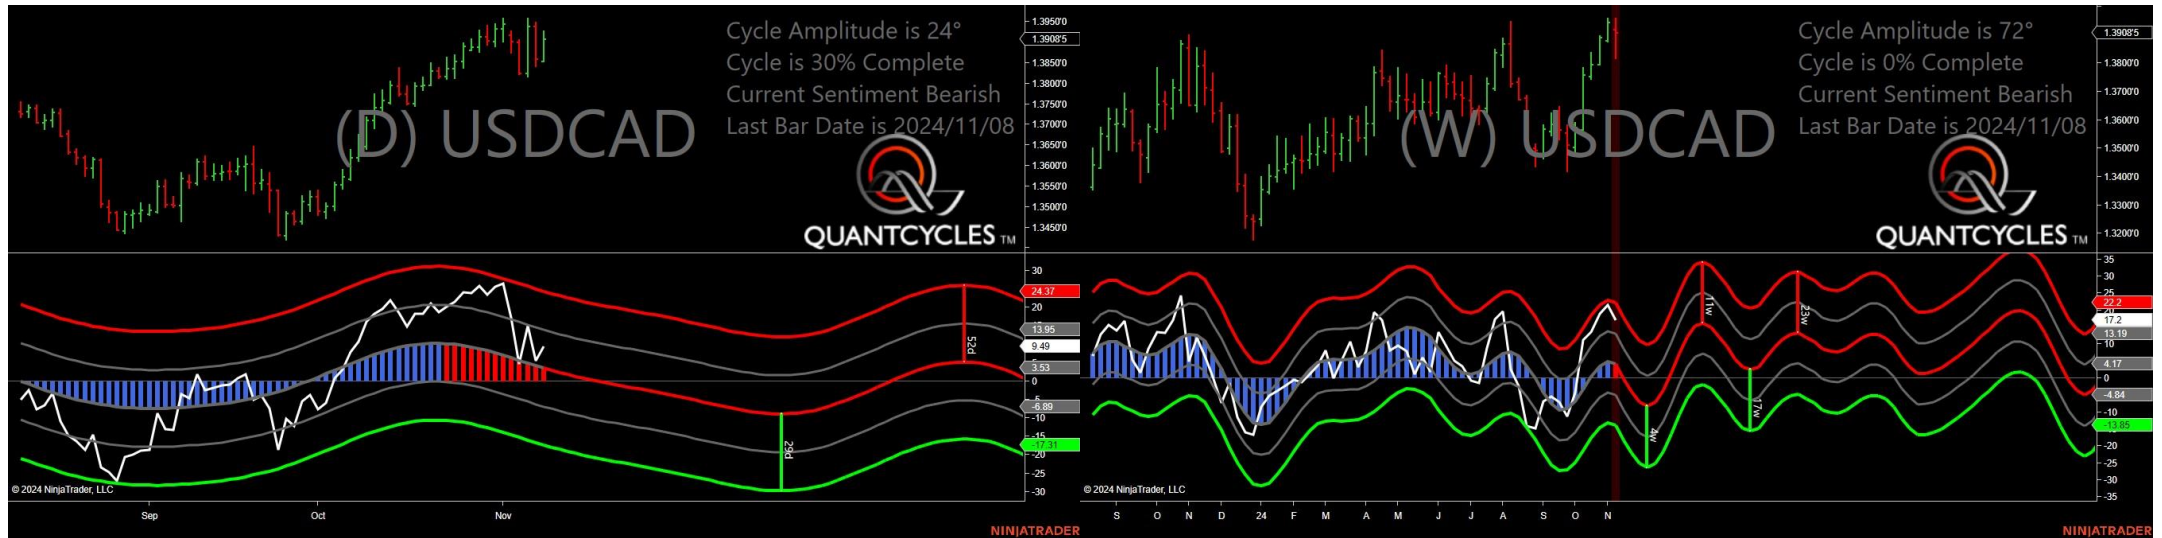 Cycle Amplitude is 24°
Cycle is 30% Complete
Current Sentiment Bearish
Last Bar Date is 2024/11/08
(D) USDCAD
QUANTCYCLES TM
1.3950'0
1.3908'5
1.3850'0
1.3800'0
1.3750'0
1.3700'0
1.3650'0
1.3600'0
1.3550'0
1.3500'0
1.3450'0
30
24.37
20
13.95
9.49
3.53
0
-6.89
-10
-17.31
-20
-25
-30
52d
29d
© 2024 NinjaTrader, LLC
Sep Oct Nov
NINJATRADER
Cycle Amplitude is 72°
Cycle is 0% Complete
Current Sentiment Bearish
Last Bar Date is 2024/11/08
(W) USDCAD
QUANTCYCLES TM
1.3908'5
1.3800'0
1.3700'0
1.3600'0
1.3500'0
1.3400'0
1.3300'0
1.3200'0
35
30
25
22.2
17.2
13.19
10
4.17
0
-4.84
-10
-13.85
-20
-25
-30
-35
11w
23w
4w
17w
© 2024 NinjaTrader, LLC
S O N D 24 F M A M J J A S O N
NINJATRADER